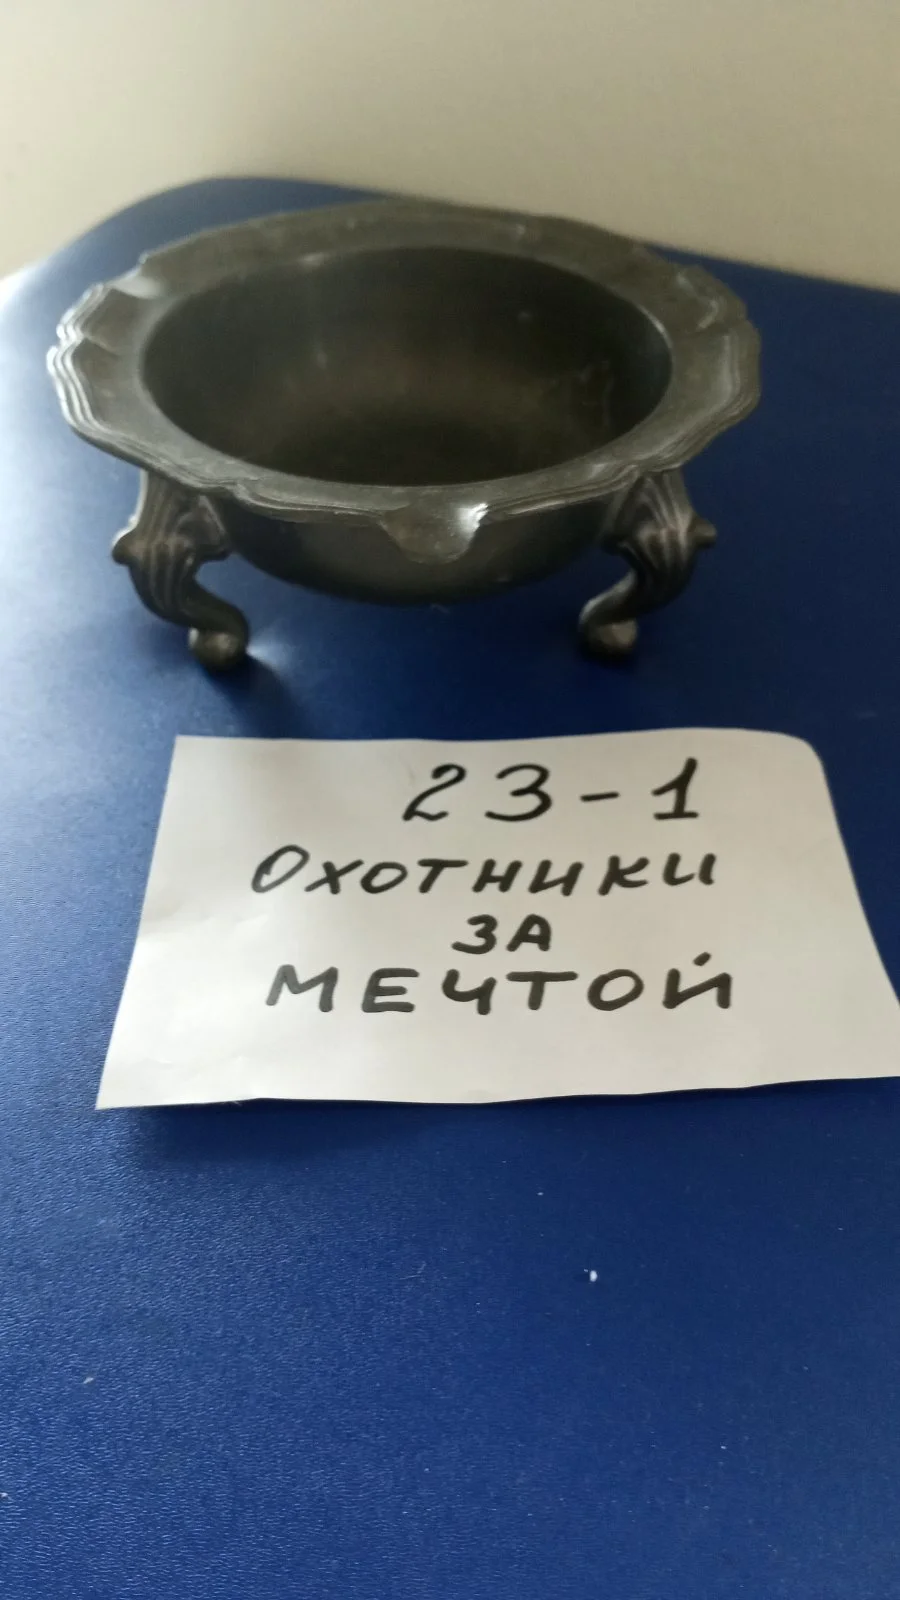 23-1
Охотники
за
мечтой